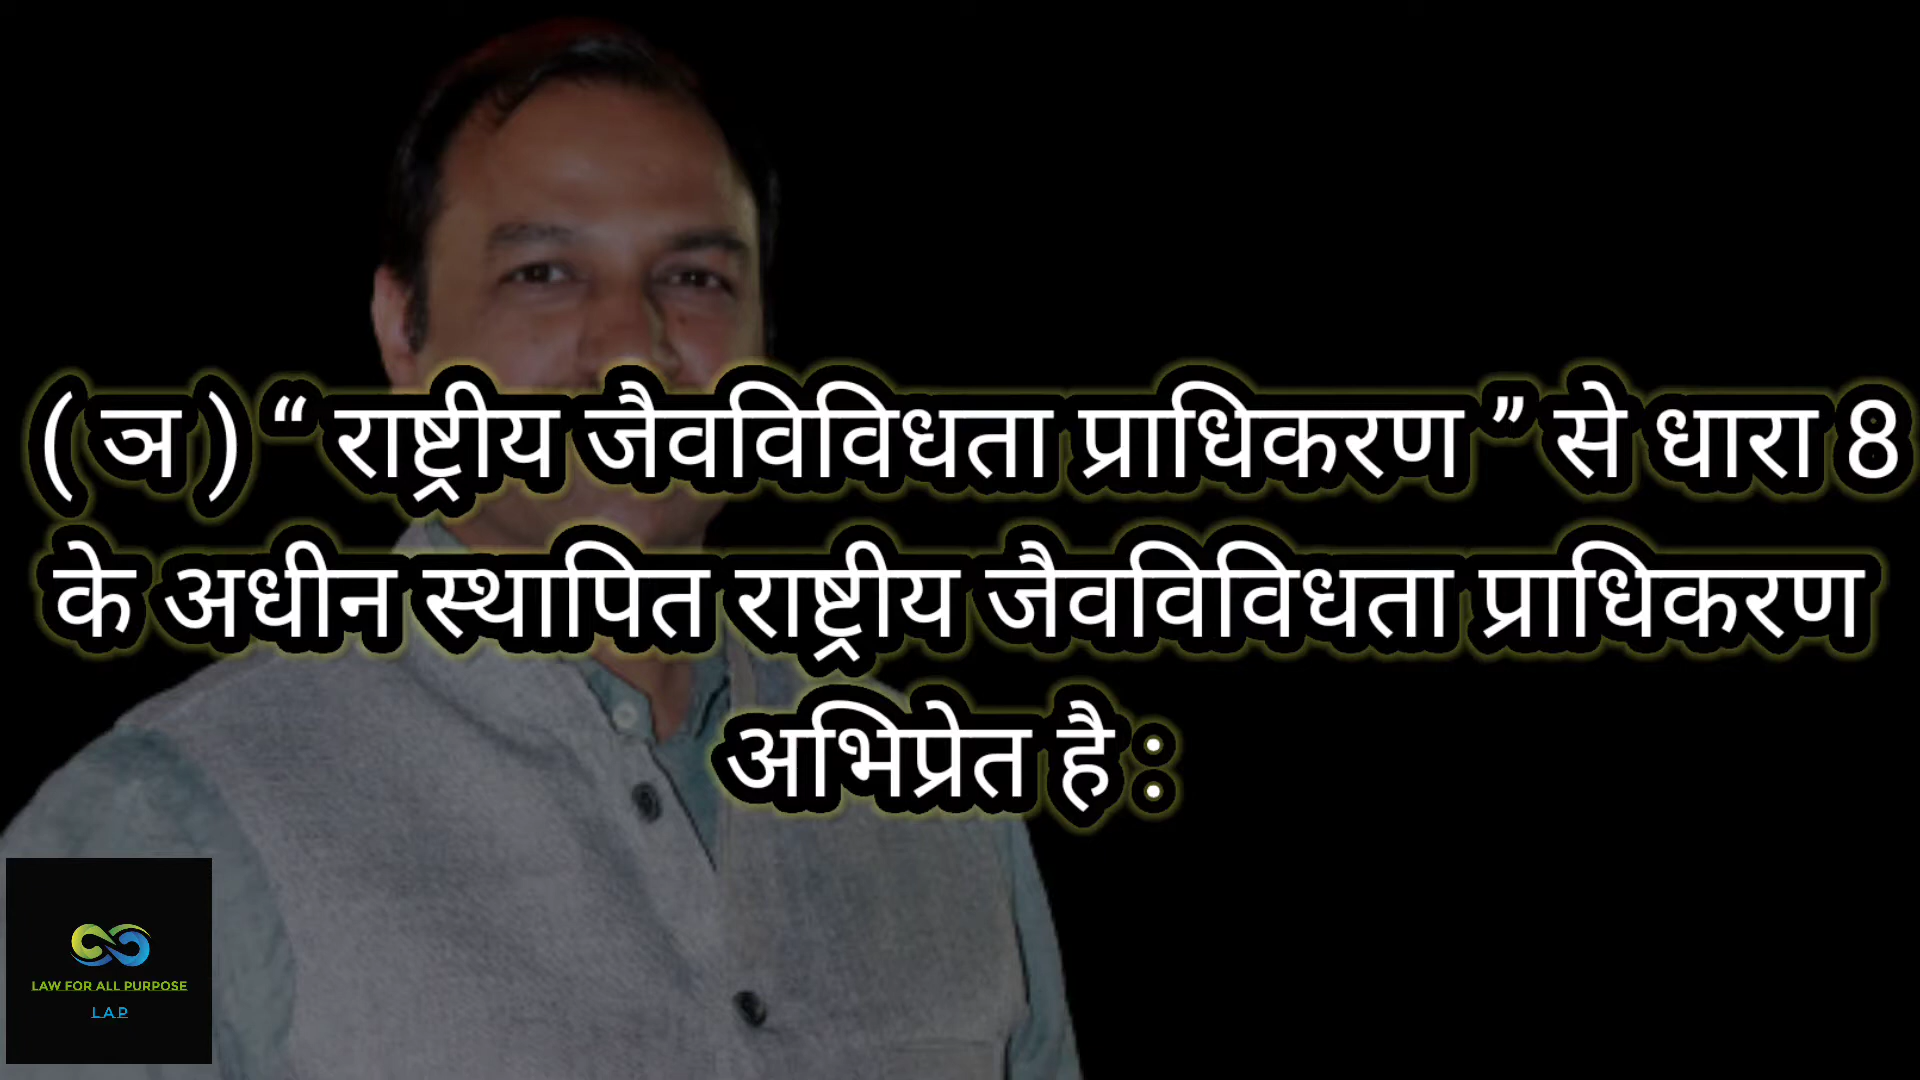 ( ञ ) “ राष्ट्रीय जैवविविधता प्राधिकरण ” से धारा 8
के अधीन स्थापित राष्ट्रीय जैवविविधता प्राधिकरण
अभिप्रेत है :
LAW FOR ALL PURPOSE
L.A.P